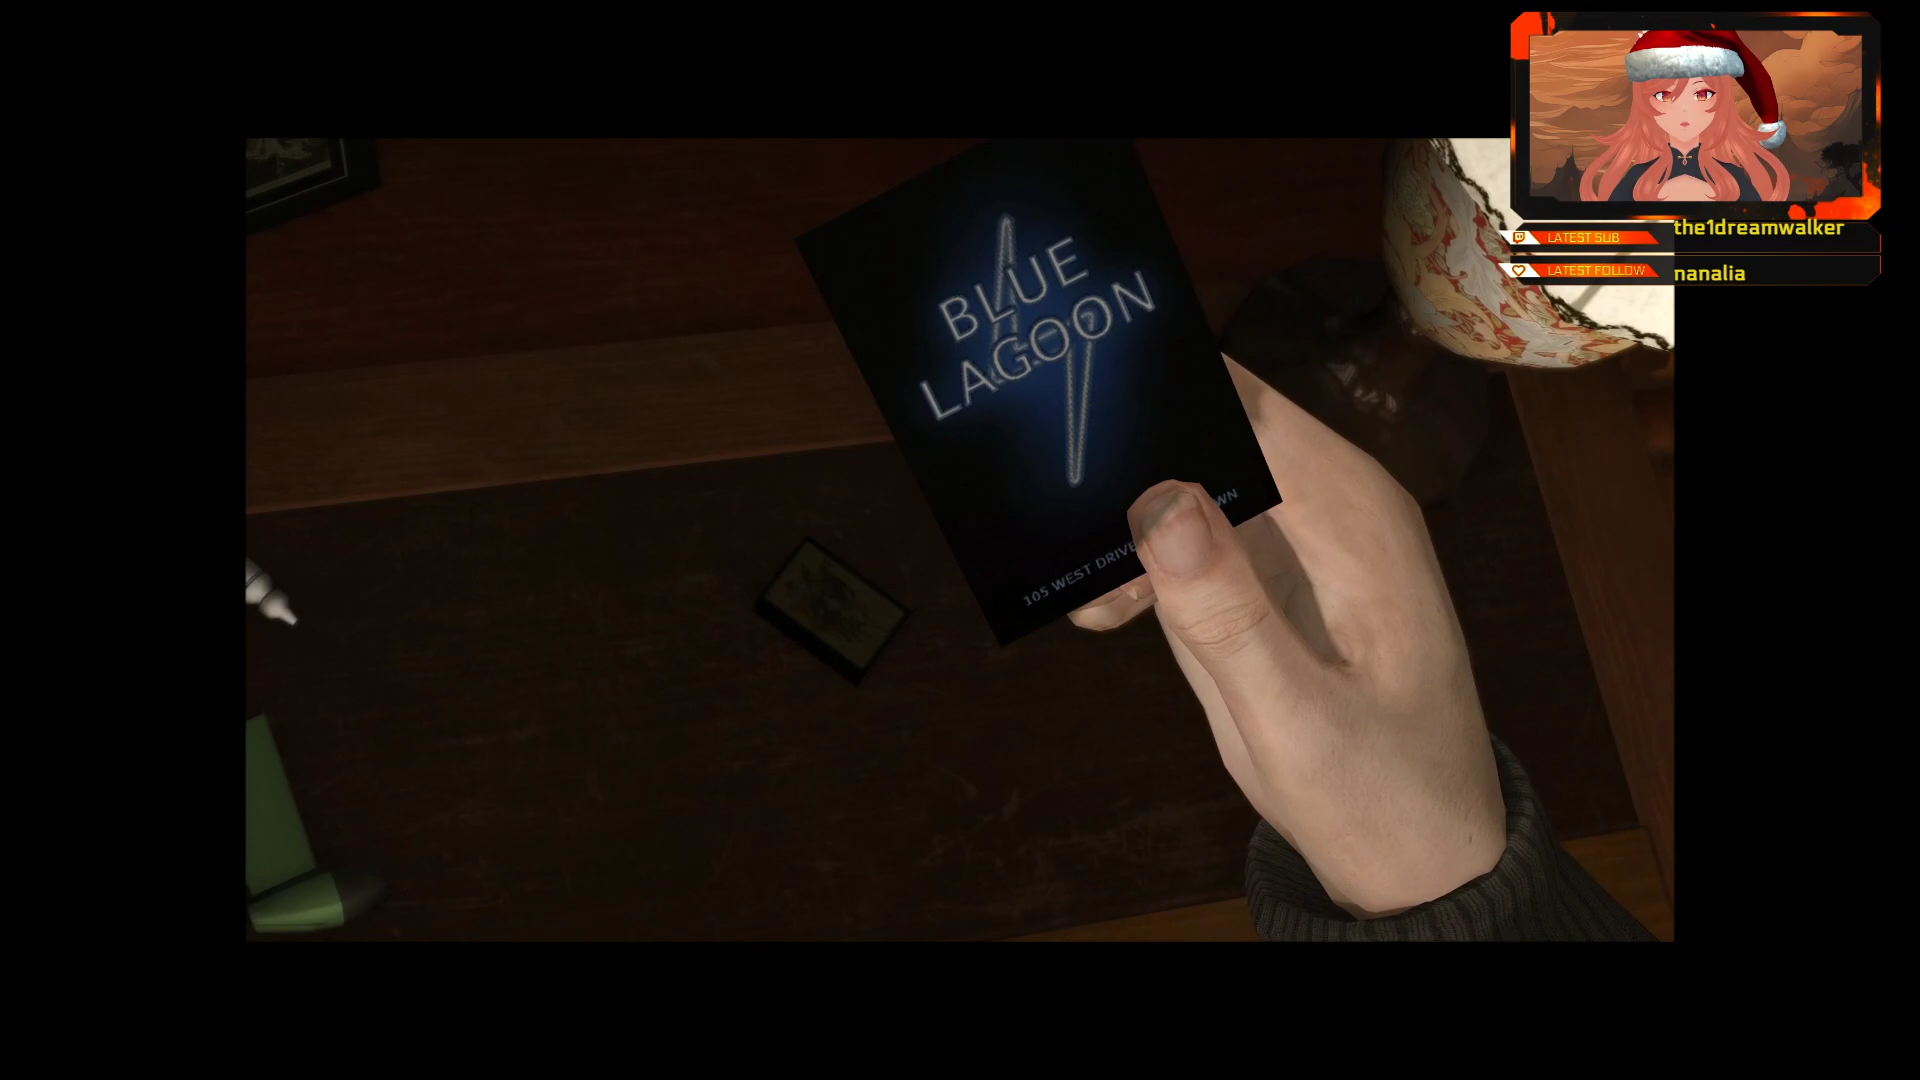 BLUE
LAGOON
105 WEST DRIVE
WN
the1dreamwalker
LATEST SUB
LATEST FOLLOW
nanalia